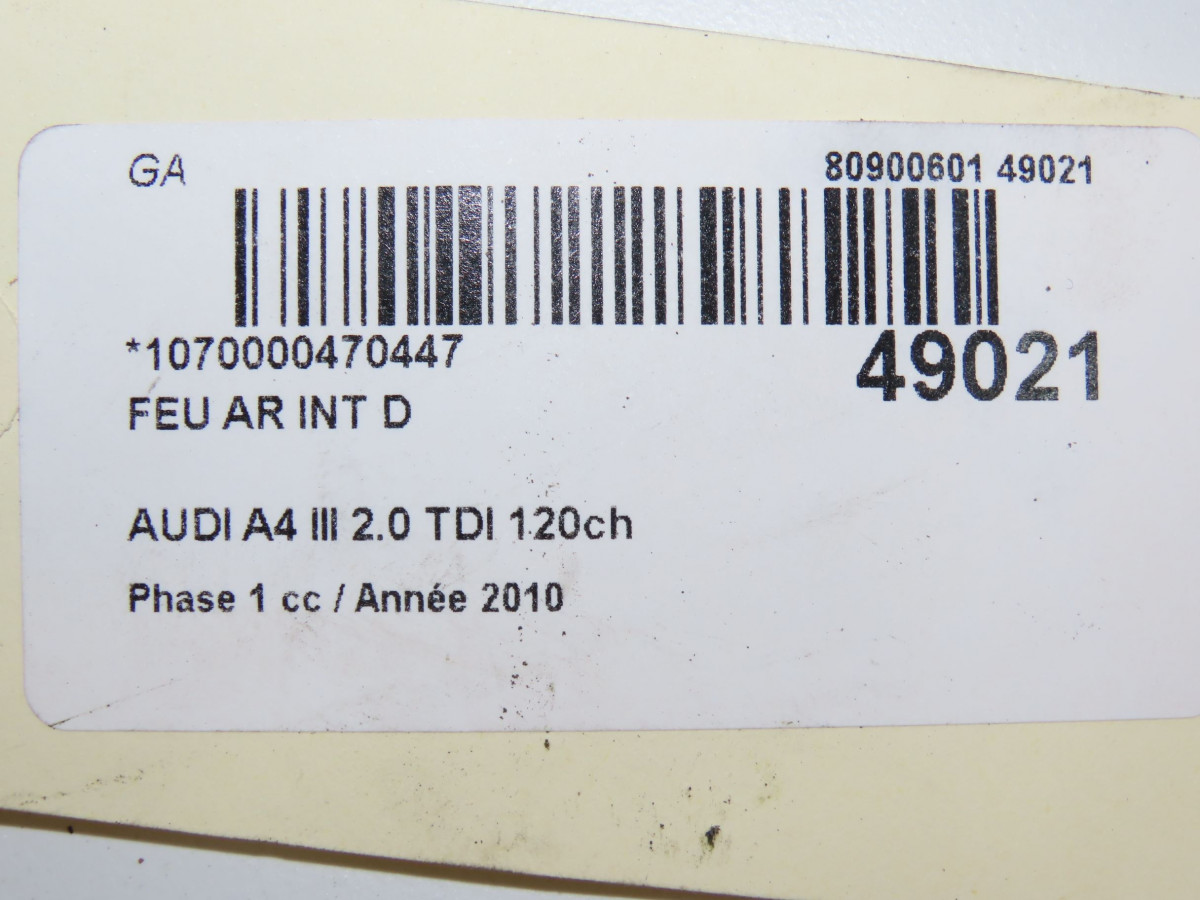 GA
80900601 49021
*1070000470447
49021
FEU AR INT D
AUDI A4 III 2.0 TDI 120ch
Phase 1 cc / Année 2010